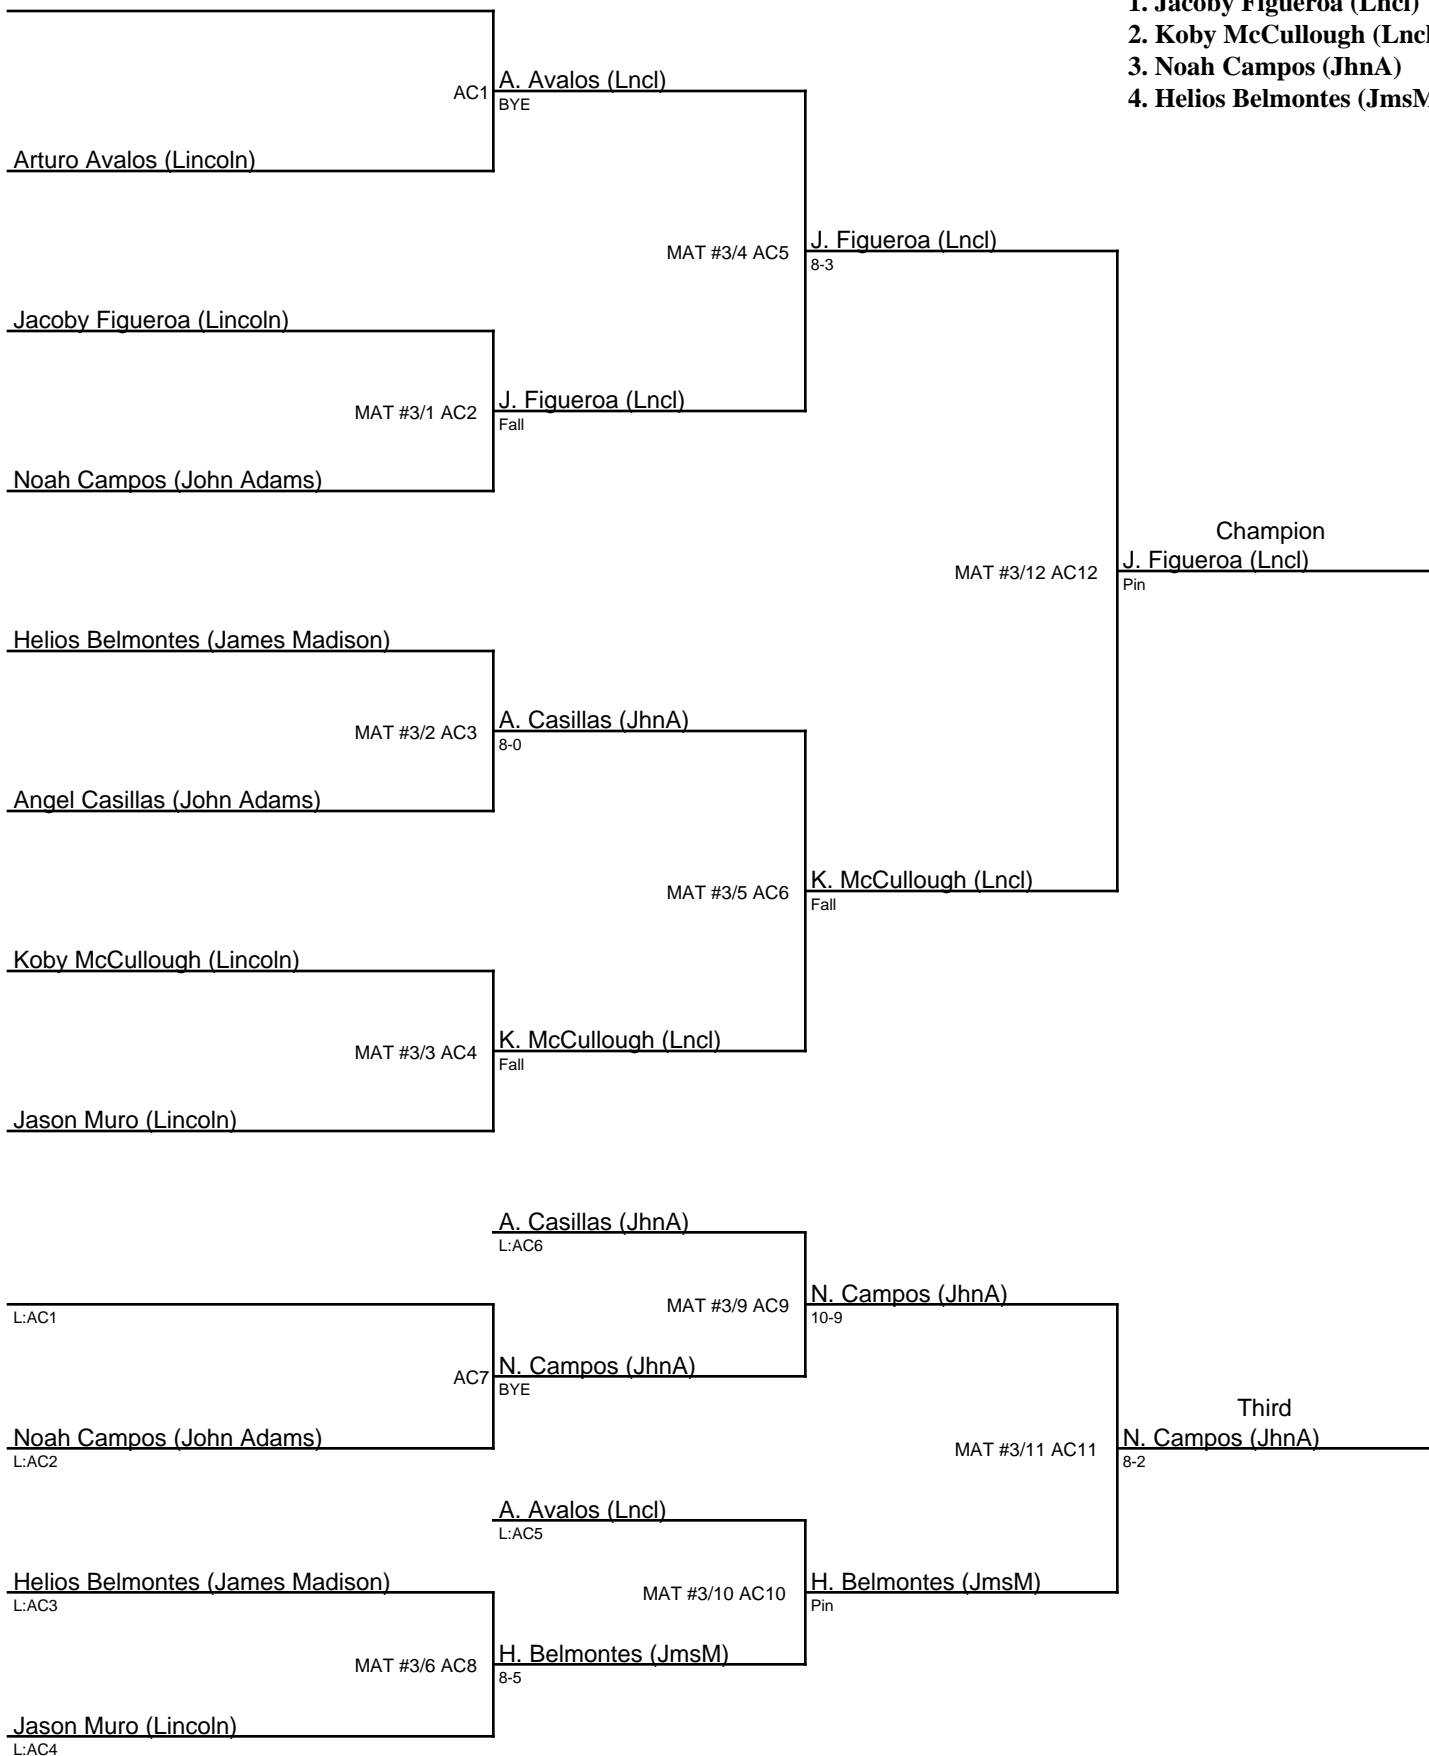 1. Jacoby Figueroa (Lncl)
2. Koby McCullough (Lncl
3. Noah Campos (JhnA)
4. Helios Belmontes (JmsM
AC1
A. Avalos (Lncl)
BYE
Arturo Avalos (Lincoln)
MAT #3/4 AC5
J. Figueroa (Lncl)
8-3
Jacoby Figueroa (Lincoln)
MAT #3/1 AC2
J. Figueroa (Lncl)
Fall
Noah Campos (John Adams)
Champion
MAT #3/12 AC12
J. Figueroa (Lncl)
Pin
Helios Belmontes (James Madison)
MAT #3/2 AC3
A. Casillas (JhnA)
8-0
Angel Casillas (John Adams)
MAT #3/5 AC6
K. McCullough (Lncl)
Fall
Koby McCullough (Lincoln)
MAT #3/3 AC4
K. McCullough (Lncl)
Fall
Jason Muro (Lincoln)
A. Casillas (JhnA)
L:AC6
L:AC1
MAT #3/9 AC9
N. Campos (JhnA)
10-9
AC7
N. Campos (JhnA)
BYE
Noah Campos (John Adams)
L:AC2
Third
MAT #3/11 AC11
N. Campos (JhnA)
8-2
A. Avalos (Lncl)
L:AC5
Helios Belmontes (James Madison)
L:AC3
MAT #3/10 AC10
H. Belmontes (JmsM)
Pin
MAT #3/6 AC8
H. Belmontes (JmsM)
8-5
Jason Muro (Lincoln)
L:AC4